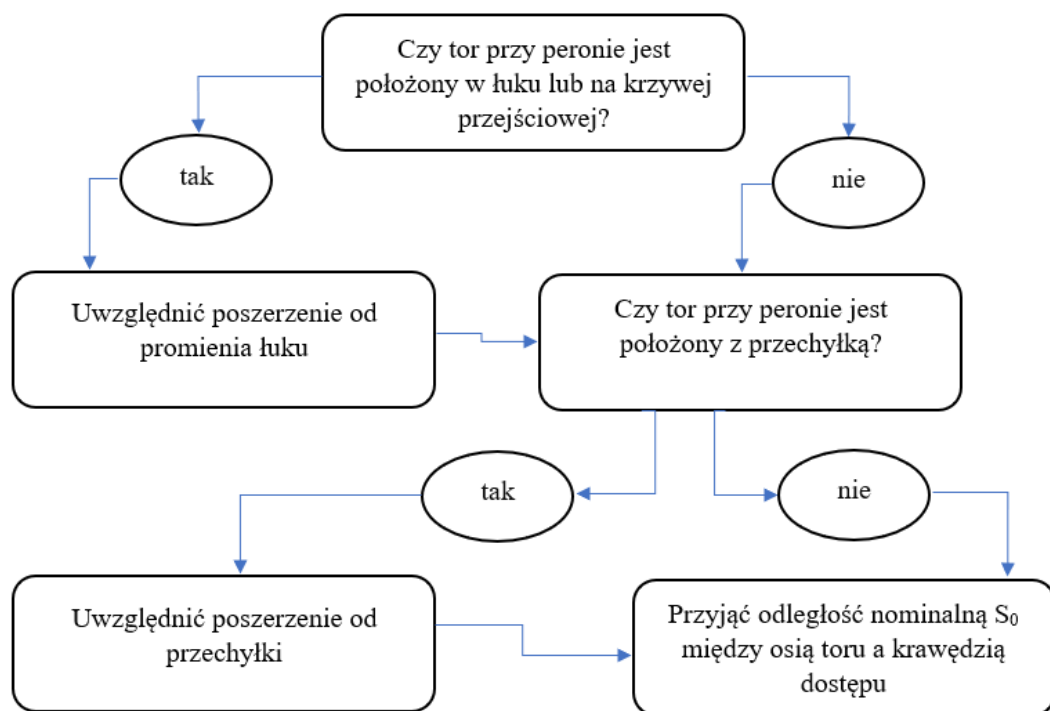 Czy tor przy peronie jest
położony w łuku lub na krzywej
przejściowej?
tak
nie
Uwzględnić poszerzenie od
promienia łuku
Czy tor przy peronie jest
położony z przechyłką?
tak
nie
Uwzględnić poszerzenie od
przechyłki
Przyjąć odległość nominalną S₀
między osią toru a krawędzią
dostępu